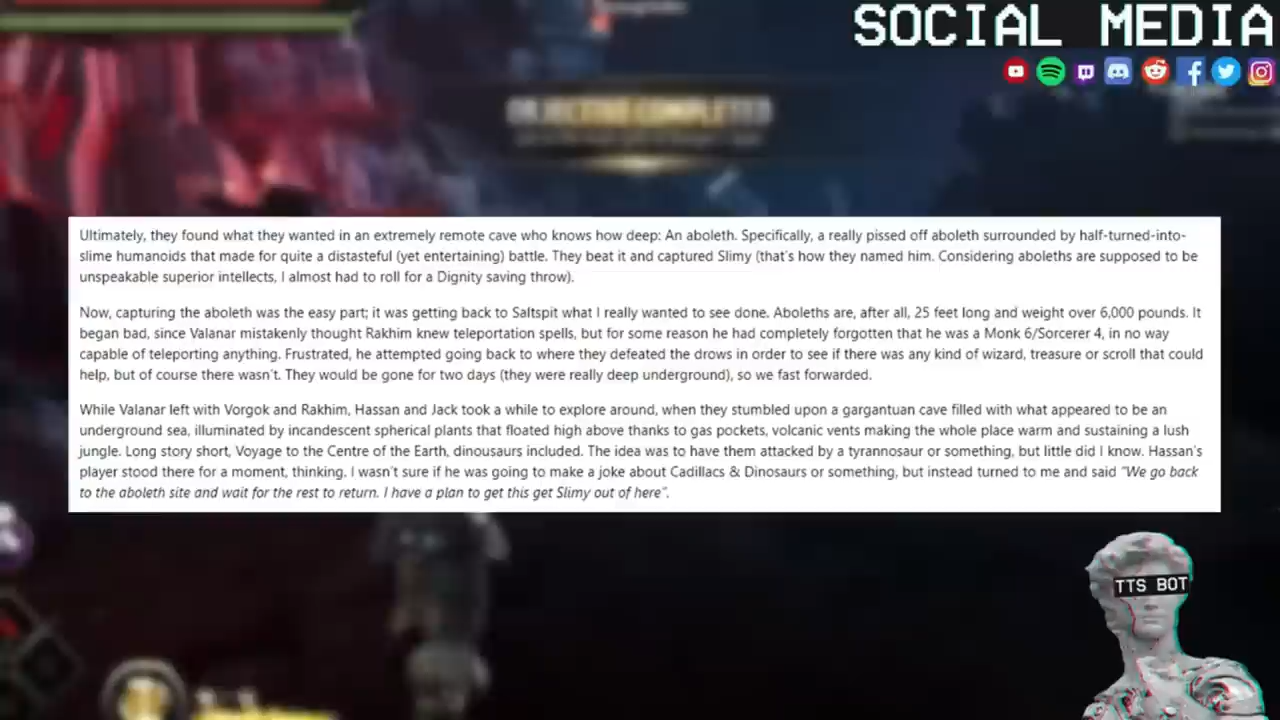 SOCIAL MEDIA
OBJECTIVE COMPLETED
Ultimately, they found what they wanted in an extremely remote cave who knows how deep: An aboleth. Specifically, a really pissed off aboleth surrounded by half-turned-into-
slime humanoids that made for quite a distasteful (yet entertaining) battle. They beat it and captured Slimy (that's how they named him. Considering aboleths are supposed to be
unspeakable superior intellects, I almost had to roll for a Dignity saving throw).
Now, capturing the aboleth was the easy part; it was getting back to Saltspit what I really wanted to see done. Aboleths are, after all, 25 feet long and weight over 6,000 pounds. It
began bad, since Valanar mistakenly thought Rakhim knew teleportation spells, but for some reason he had completely forgotten that he was a Monk 6/Sorcerer 4, in no way
capable of teleporting anything. Frustrated, he attempted going back to where they defeated the drows in order to see if there was any kind of wizard, treasure or scroll that could
help, but of course there wasn't. They would be gone for two days (they were really deep underground), so we fast forwarded.
While Valanar left with Vorgok and Rakhim, Hassan and Jack took a while to explore around, when they stumbled upon a gargantuan cave filled with what appeared to be an
underground sea, illuminated by incandescent spherical plants that floated high above thanks to gas pockets, volcanic vents making the whole place warm and sustaining a lush
jungle. Long story short, Voyage to the Centre of the Earth, dinousaurs included. The idea was to have them attacked by a tyrannosaur or something, but little did I know. Hassan's
player stood there for a moment, thinking. I wasn't sure if he was going to make a joke about Cadillacs & Dinosaurs or something, but instead turned to me and said "We go back
to the aboleth site and wait for the rest to return. I have a plan to get this get Slimy out of here".
TTS BOT